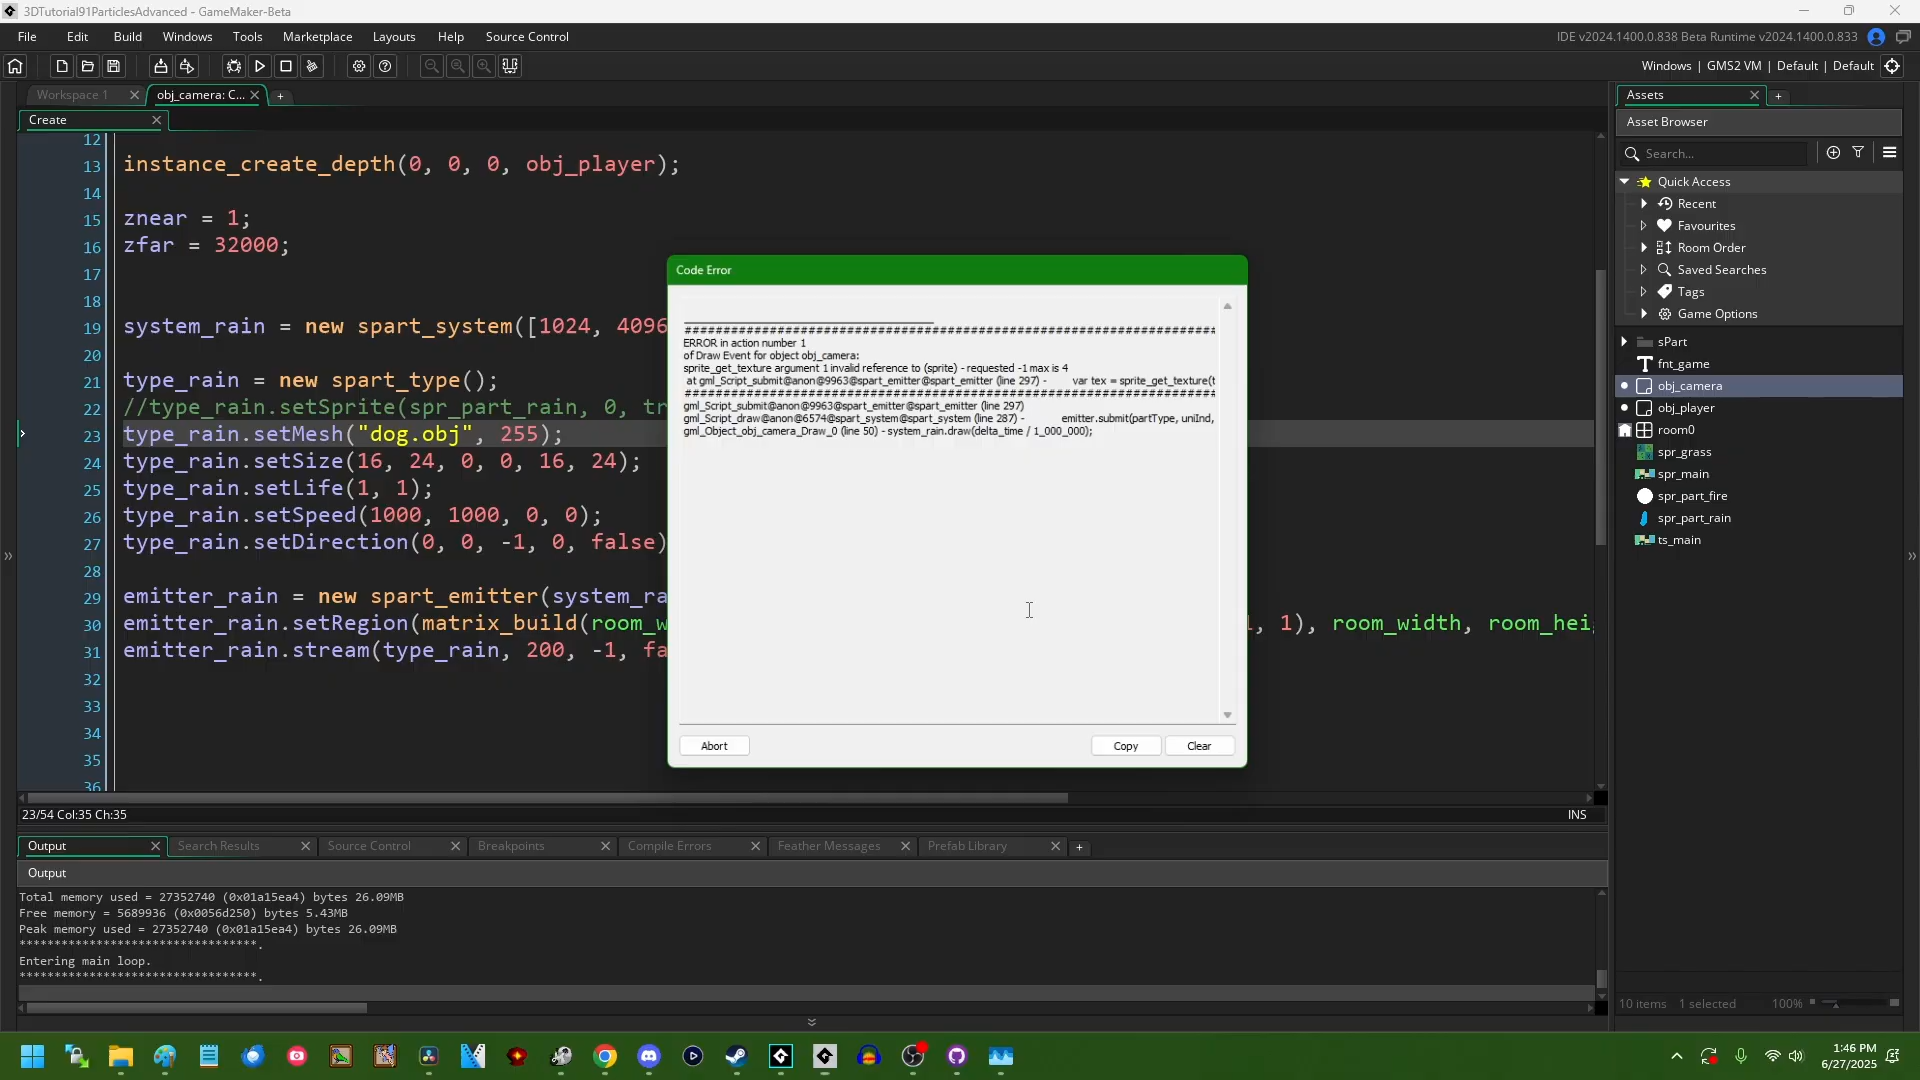 3DTutorial91ParticlesAdvanced - GameMaker-Beta
File Edit Build Windows Tools Marketplace Layouts Help Source Control
IDE v2024.1400.0.838 Beta Runtime v2024.1400.0.833
Windows | GMS2 VM | Default | Default
Workspace 1
obj_camera: C...
Create
12
13 instance_create_depth(0, 0, 0, obj_player);
14
15 znear = 1;
16 zfar = 32000;
17
18
19 system_rain = new spart_system([1024, 4096
20
21 type_rain = new spart_type();
22 //type_rain.setSprite(spr_part_rain, 0, tr
23 type_rain.setMesh("dog.obj", 255);
24 type_rain.setSize(16, 24, 0, 0, 16, 24);
25 type_rain.setLife(1, 1);
26 type_rain.setSpeed(1000, 1000, 0, 0);
27 type_rain.setDirection(0, 0, -1, 0, false)
28
29 emitter_rain = new spart_emitter(system_ra
30 emitter_rain.setRegion(matrix_build(room_w , 1), room_width, room_hei
31 emitter_rain.stream(type_rain, 200, -1, fa
32
33
34
35
36
Code Error
ERROR in action number 1
of Draw Event for object obj_camera:
sprite_get_texture argument 1 invalid reference to (sprite) - requested -1 max is 4
at gml_Script_submit@anon@9963@spart_emitter@spart_emitter (line 297) - var tex = sprite_get_texture(t
gml_Script_submit@anon@9963@spart_emitter@spart_emitter (line 297)
gml_Script_draw@anon@6574@spart_system@spart_system (line 287) - emitter.submit(partType, uniInd,
gml_Object_obj_camera_Draw_0 (line 50) - system_rain.draw(delta_time / 1_000_000);
Abort Copy Clear
23/54 Col:35 Ch:35 INS
Output Search Results Source Control Breakpoints Compile Errors Feather Messages Prefab Library
Output
Total memory used = 27352740 (0x01a15ea4) bytes 26.09MB
Free memory = 5689936 (0x0056d250) bytes 5.43MB
Peak memory used = 27352740 (0x01a15ea4) bytes 26.09MB
**********************************.
Entering main loop.
**********************************.
Assets
Asset Browser
Search...
Quick Access
Recent
Favourites
Room Order
Saved Searches
Tags
Game Options
sPart
fnt_game
obj_camera
obj_player
room0
spr_grass
spr_main
spr_part_fire
spr_part_rain
ts_main
10 items 1 selected 100%
1:46 PM
6/27/2025